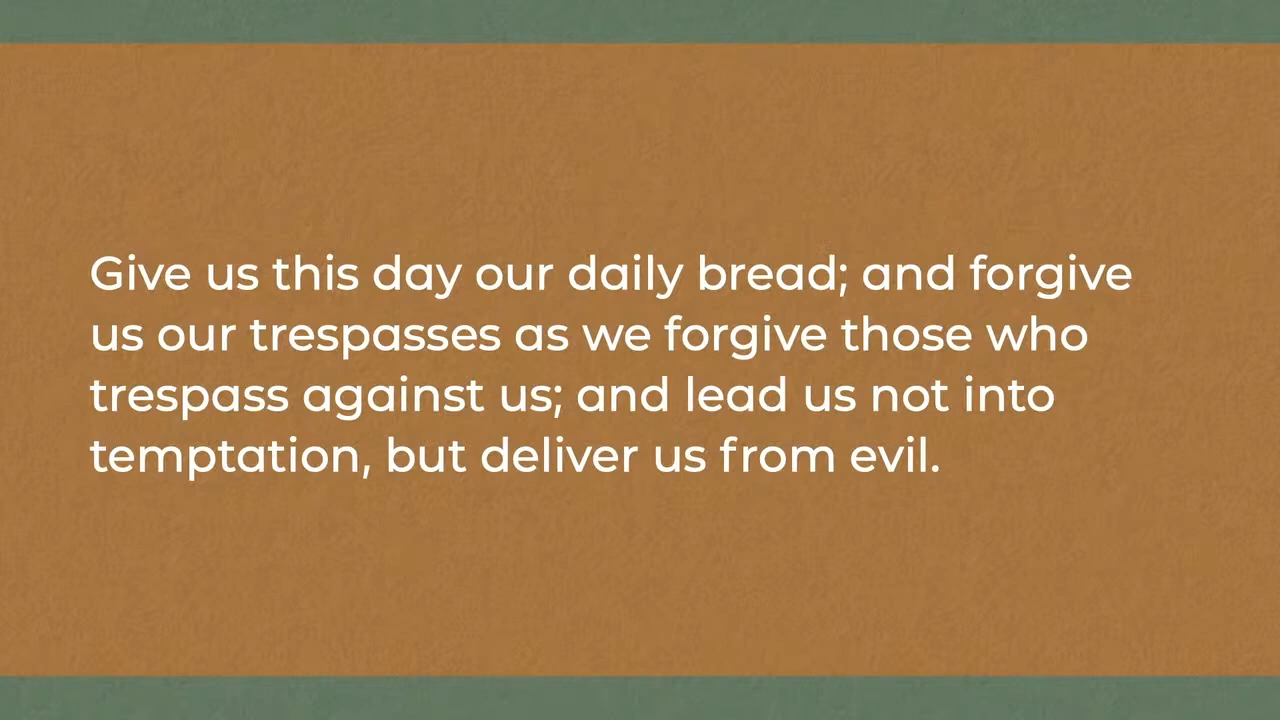 Give us this day our daily bread; and forgive
us our trespasses as we forgive those who
trespass against us; and lead us not into
temptation, but deliver us from evil.